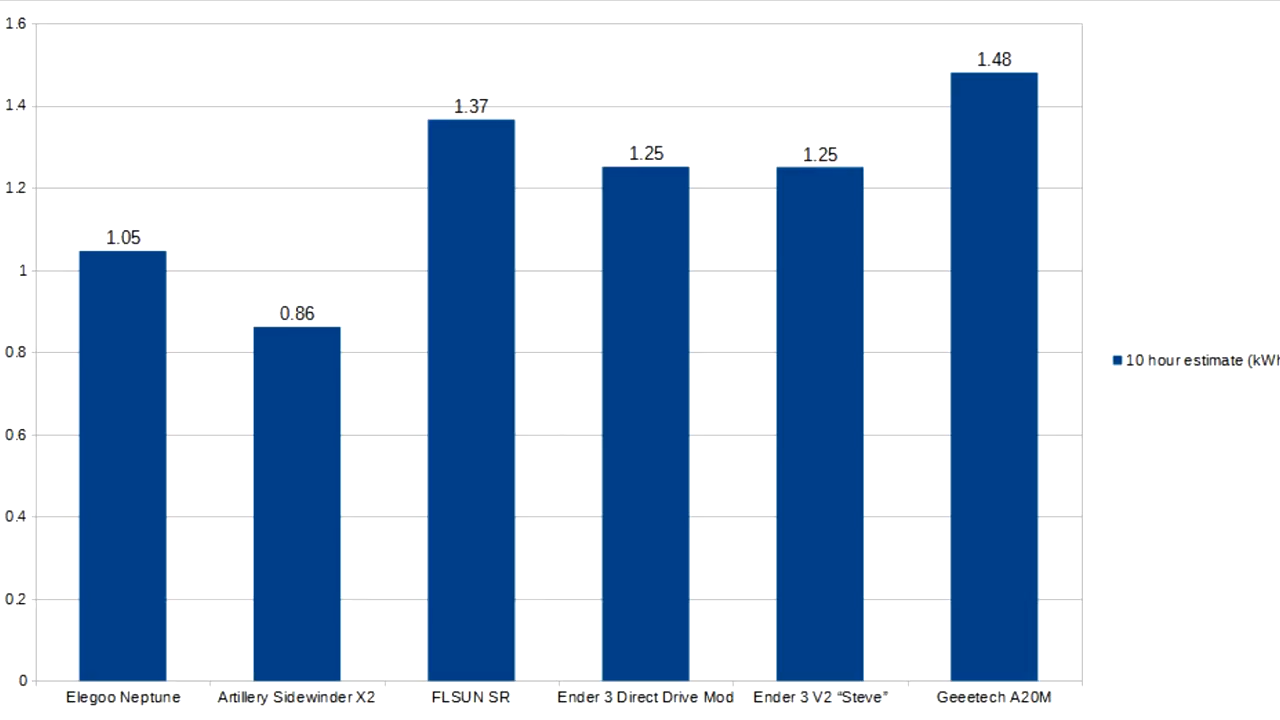 1.6
1.4
1.2
1
0.8
0.6
0.4
0.2
0
1.05
0.86
1.37
1.25
1.25
1.48
Elegoo Neptune
Artillery Sidewinder X2
FLSUN SR
Ender 3 Direct Drive Mod
Ender 3 V2 “Steve”
Geeetech A20M
10 hour estimate (kWh